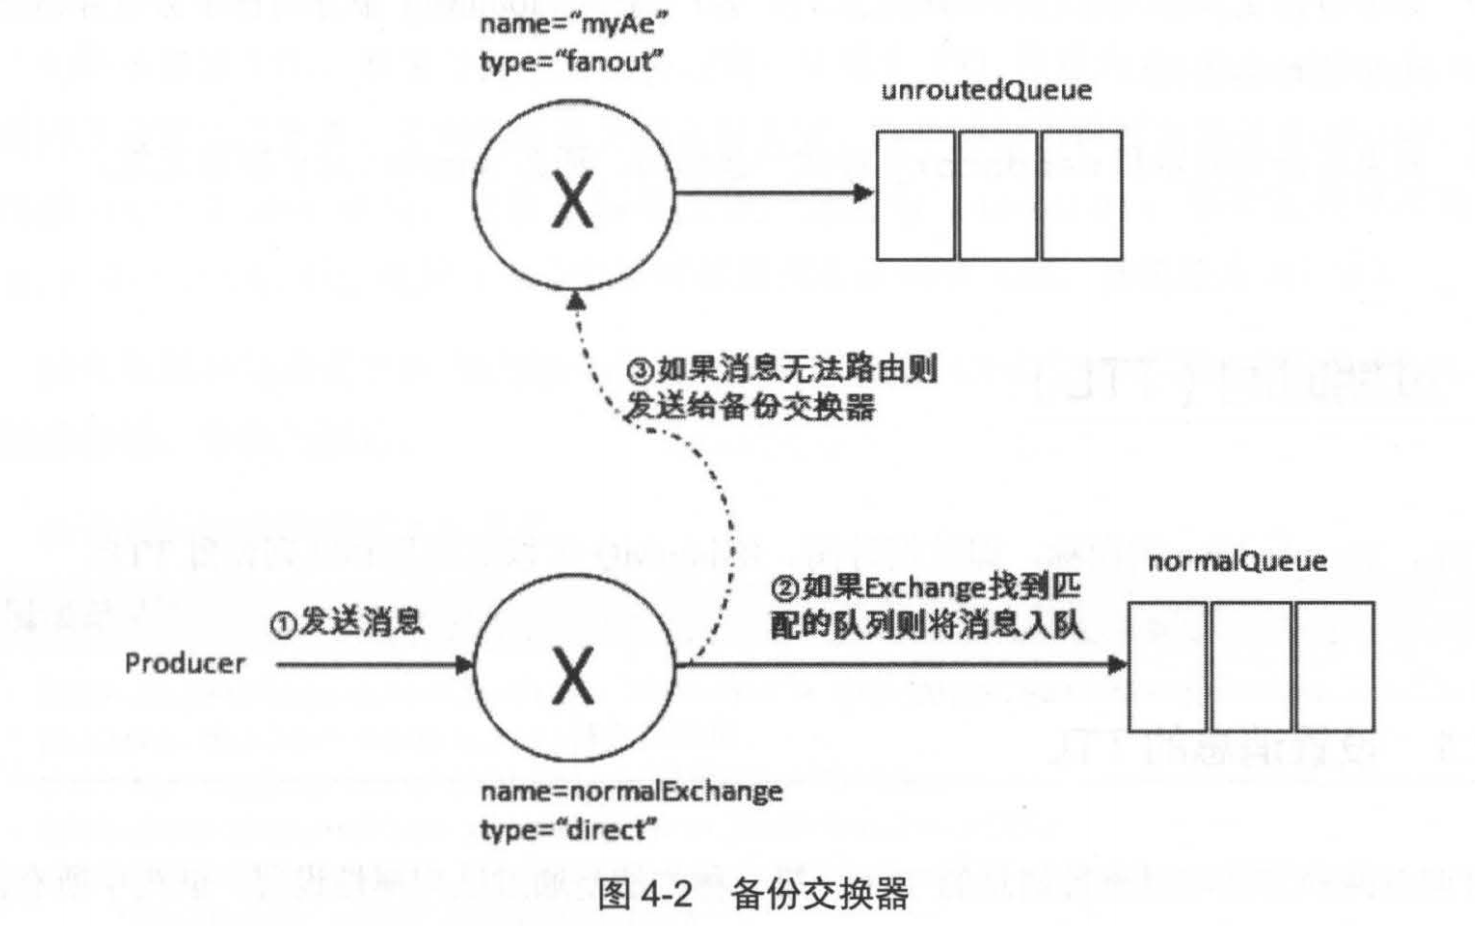 name=“myAe”
type=“fanout”
unroutedQueue
X
③如果消息无法路由则
发送给备份交换器
normalQueue
②如果Exchange找到匹
配的队列则将消息入队
①发送消息
Producer
X
name=normalExchange
type=“direct”
图 4-2 备份交换器